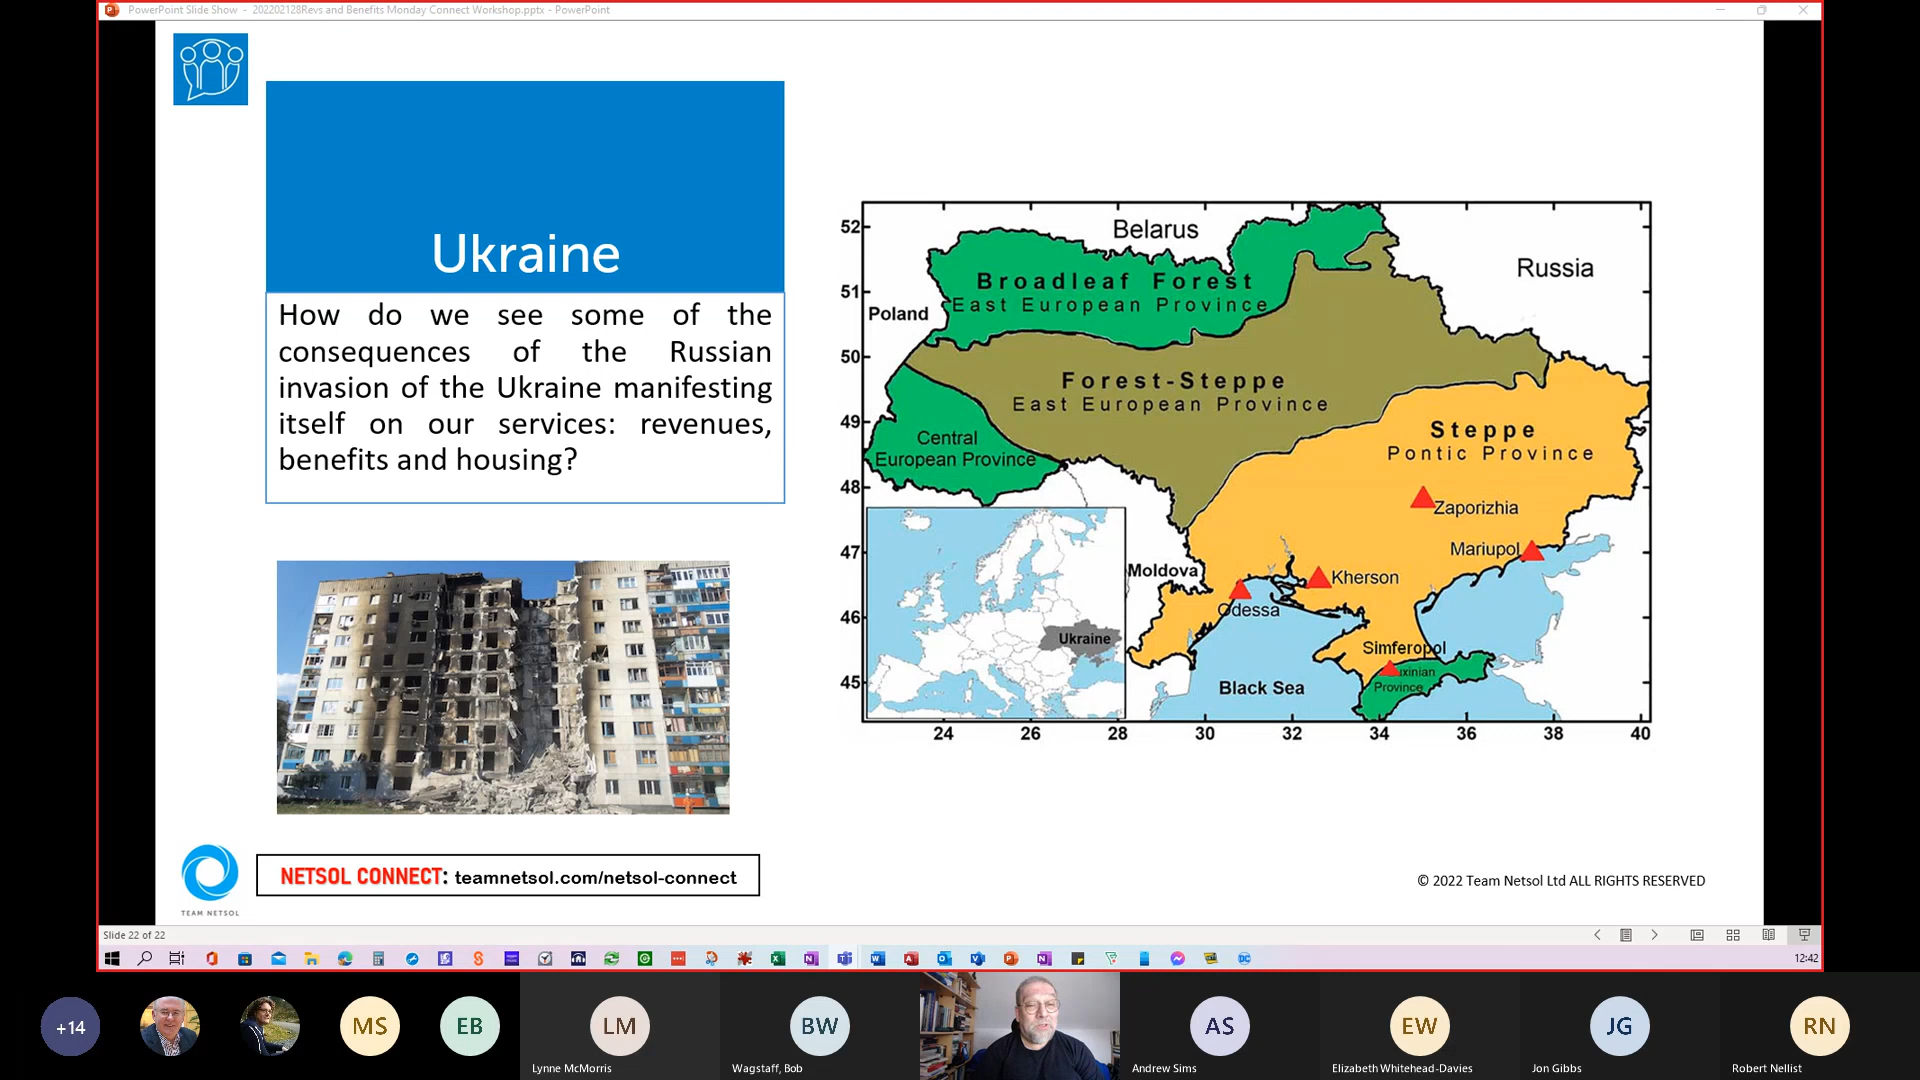 PowerPoint Slide Show - 202202128Revs and Benefits Monday Connect Workshop.pptx - PowerPoint
Ukraine
How do we see some of the
consequences of the Russian
invasion of the Ukraine manifesting
itself on our services: revenues,
benefits and housing?
Belarus
Russia
Poland
Broadleaf Forest
East European Province
Forest-Steppe
East European Province
Central
European Province
Steppe
Pontic Province
Zaporizhia
Mariupol
Kherson
Moldova
Odessa
Simferopol
Province
Black Sea
Ukraine
52
51
50
49
48
47
46
45
24 26 28 30 32 34 36 38 40
TEAM NETSOL
NETSOL CONNECT: teamnetsol.com/netsol-connect
© 2022 Team Netsol Ltd ALL RIGHTS RESERVED
Slide 22 of 22
12:42
+14
MS
EB
LM
BW
AS
EW
JG
RN
Lynne McMorris
Wagstaff, Bob
Andrew Sims
Elizabeth Whitehead-Davies
Jon Gibbs
Robert Nellist